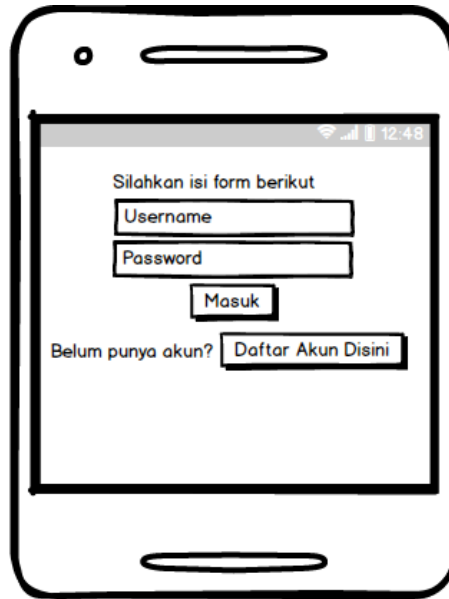 12:48
Silahkan isi form berikut
Username
Password
Masuk
Belum punya akun? Daftar Akun Disini